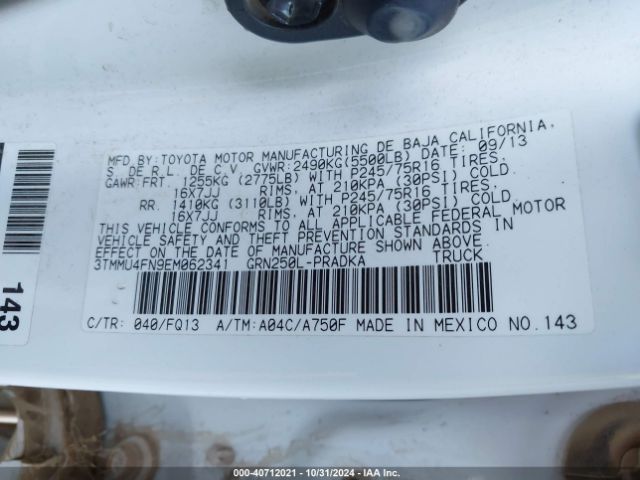 MFD.BY:TOYOTA MOTOR MANUFACTURING DE BAJA CALIFORNIA,
S. DE R.L. DE C.V. GVWR:2490KG(5500LB) DATE: 09/13
GAWR FRT. 1255KG (2775LB) WITH P245/75R16 TIRES,
16X7JJ RIMS, AT 210KPA (30PSI) COLD.
RR. 1410KG (3110LB) WITH P245/75R16 TIRES,
16X7JJ RIMS, AT 210KPA (30PSI) COLD.
THIS VEHICLE CONFORMS TO ALL APPLICABLE FEDERAL MOTOR
VEHICLE SAFETY AND THEFT PREVENTION STANDARDS IN
EFFECT ON THE DATE OF MANUFACTURE SHOWN ABOVE.
3TMMU4FN9EM062341 GRN250L-PRADKA TRUCK
C/TR: 040/FQ13 A/TM:A04C/A750F MADE IN MEXICO NO.143
143
000-40712021 - 10/31/2024 - IAA Inc.